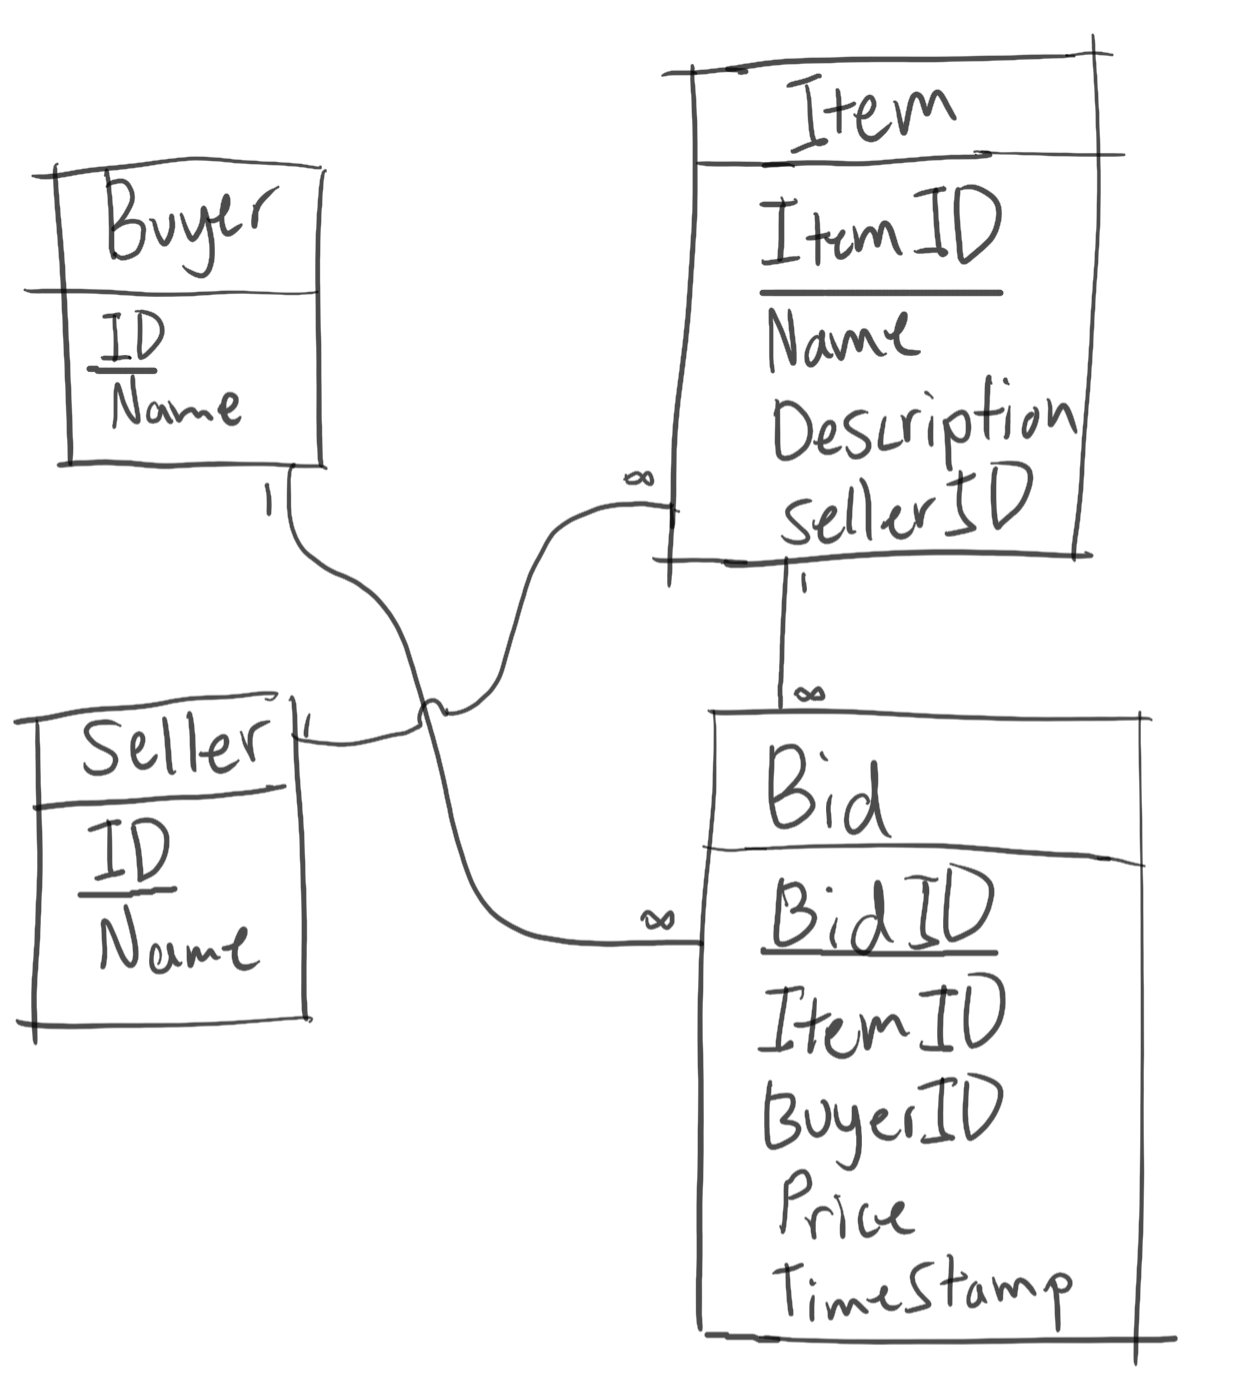 Buyer
ID
Name
1
Item
ItemID
Name
Description
SellerID
∞
1
Seller
1
ID
Name
∞
Bid
BidID
∞
ItemID
BuyerID
Price
TimeStamp